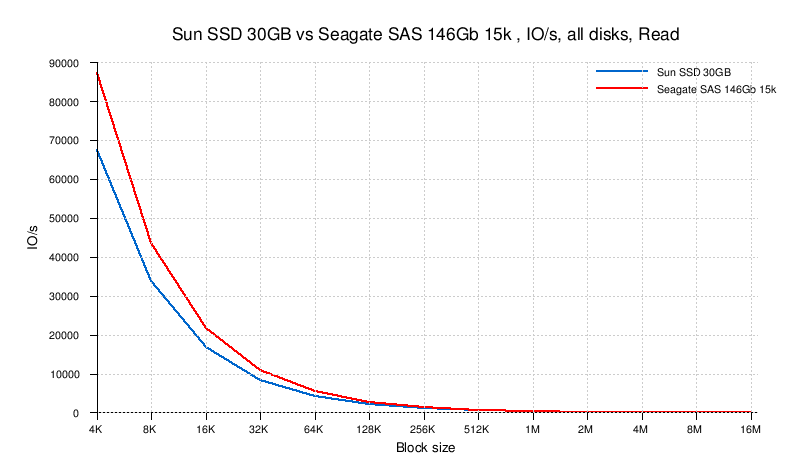 Sun SSD 30GB vs Seagate SAS 146Gb 15k , IO/s, all disks, Read
Sun SSD 30GB
Seagate SAS 146Gb 15k
IO/s
90000
80000
70000
60000
50000
40000
30000
20000
10000
0
4K 8K 16K 32K 64K 128K 256K 512K 1M 2M 4M 8M 16M
Block size